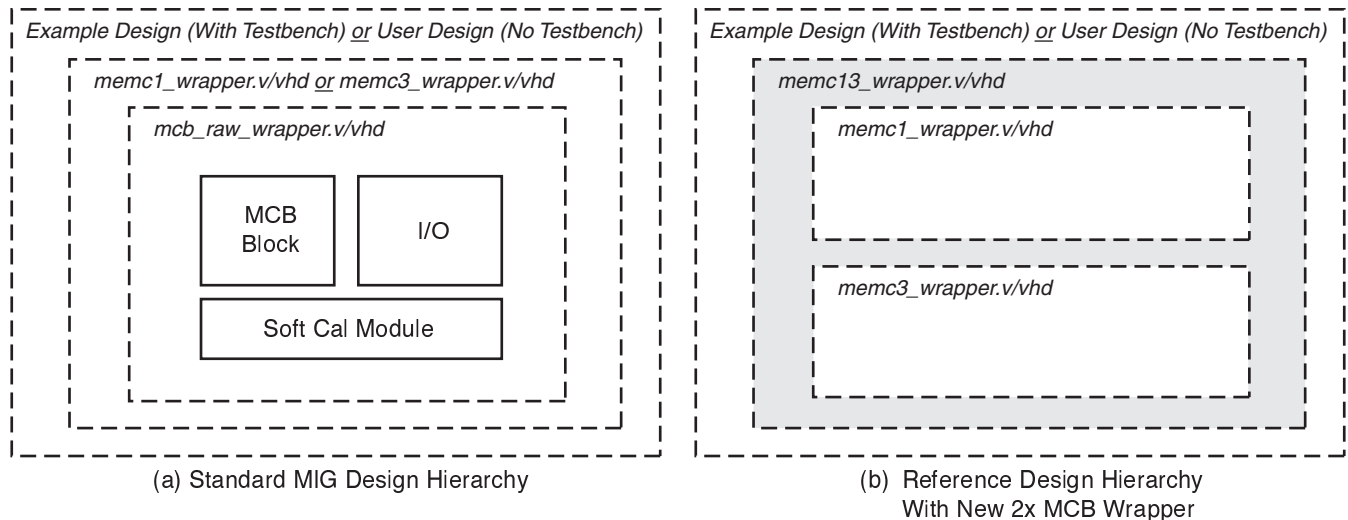 Example Design (With Testbench) or User Design (No Testbench)
memc1_wrapper.v/vhd or memc3_wrapper.v/vhd
mcb_raw_wrapper.v/vhd
MCB
Block
I/O
Soft Cal Module
(a) Standard MIG Design Hierarchy
Example Design (With Testbench) or User Design (No Testbench)
memc13_wrapper.v/vhd
memc1_wrapper.v/vhd
memc3_wrapper.v/vhd
(b) Reference Design Hierarchy
With New 2x MCB Wrapper